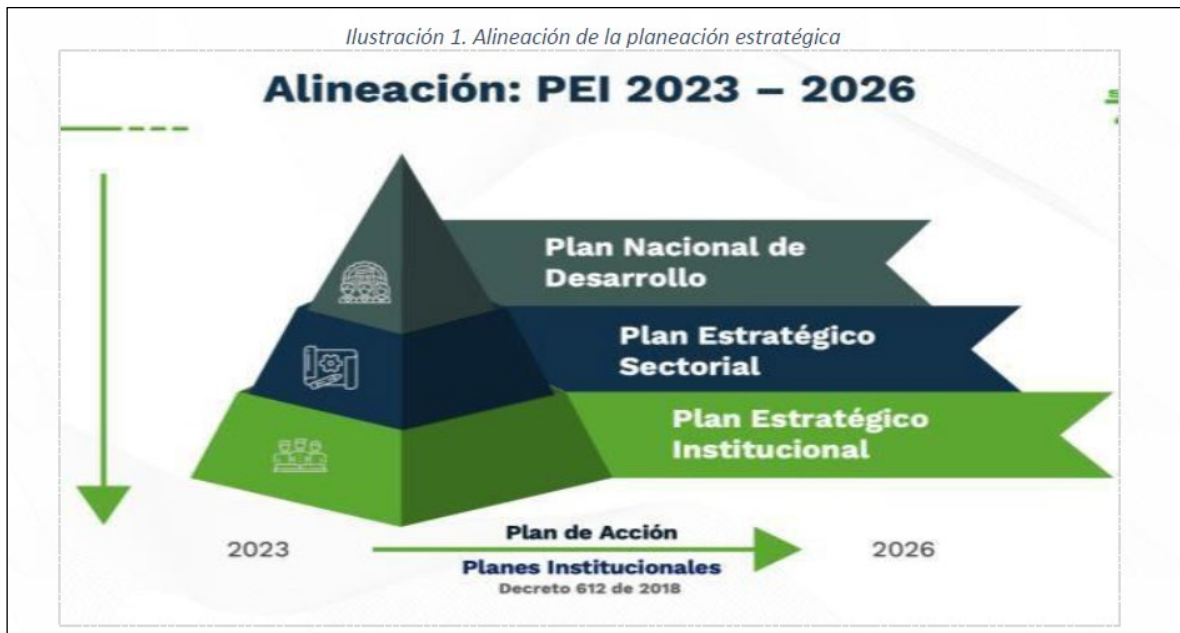 Ilustración 1. Alineación de la planeación estratégica
Alineación: PEI 2023 – 2026
Plan Nacional de
Desarrollo
Plan Estratégico
Sectorial
Plan Estratégico
Institucional
2023
Plan de Acción
Planes Institucionales
Decreto 612 de 2018
2026